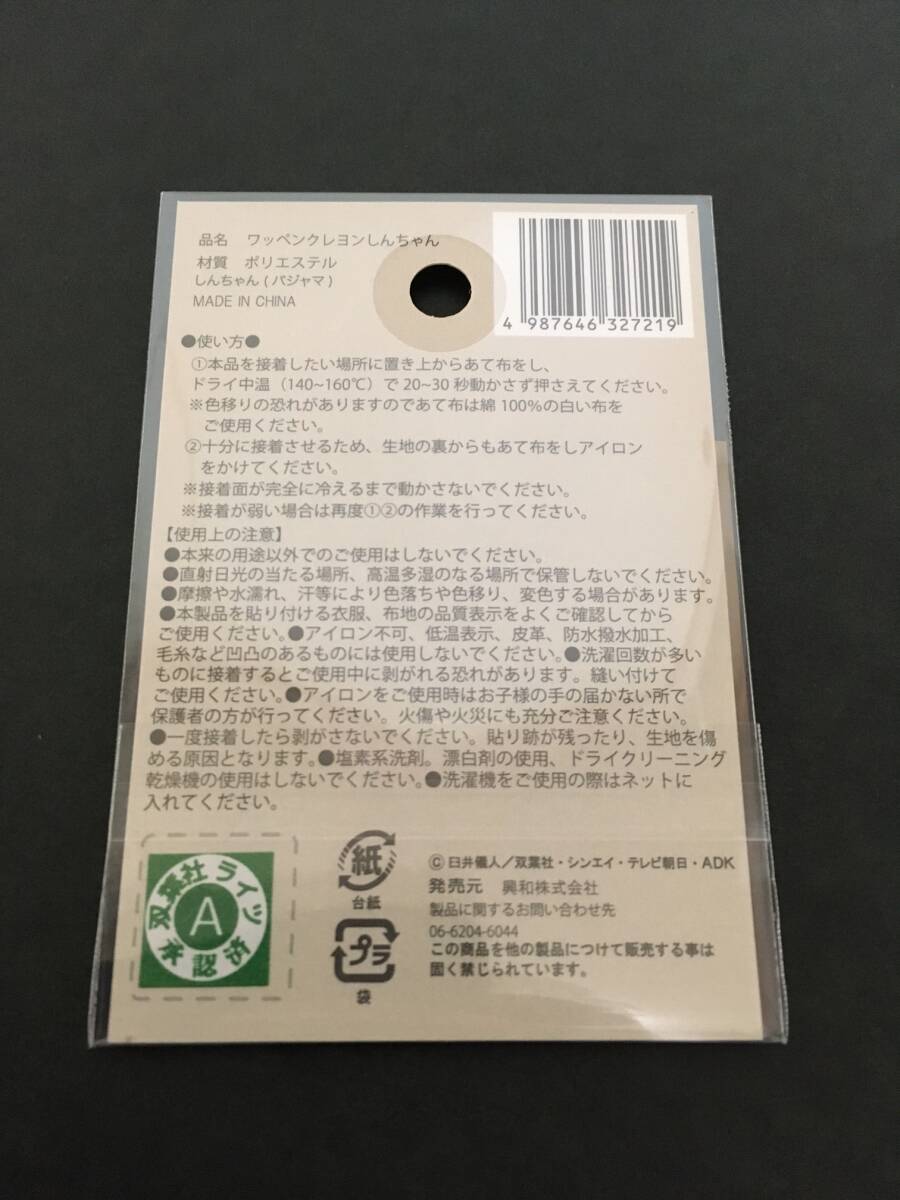 品名 ワッペンクレヨンしんちゃん
材質 ポリエステル
しんちゃん(パジャマ)
MADE IN CHINA
4 987646 327219
●使い方●
①本品を接着したい場所に置き上からあて布をし、
ドライ中温(140~160℃)で20~30秒動かさず押さえてください。
※色移りの恐れがありますのであて布は綿100%の白い布を
ご使用ください。
②十分に接着させるため、生地の裏からもあて布をしアイロン
をかけてください。
※接着面が完全に冷えるまで動かさないでください。
※接着が弱い場合は再度①②の作業を行ってください。
【使用上の注意】
●本来の用途以外でのご使用はしないでください。
●直射日光の当たる場所、高温多湿のなる場所で保管しないでください。
●摩擦や水濡れ、汗等により色落ちや色移り、変色する場合があります。
●本製品を貼り付ける衣服、布地の品質表示をよくご確認してから
ご使用ください。●アイロン不可、低温表示、皮革、防水撥水加工、
毛糸など凹凸のあるものには使用しないでください。●洗濯回数が多い
ものに接着するとご使用中に剥がれる恐れがあります。縫い付けて
ご使用ください。●アイロンをご使用時はお子様の手の届かない所で
保護者の方が行ってください。火傷や火災にも充分ご注意ください。
●一度接着したら剥がさないでください。貼り跡が残ったり、生地を傷
める原因となります。●塩素系洗剤。漂白剤の使用、ドライクリーニング
乾燥機の使用はしないでください。●洗濯機をご使用の際はネットに
入れてください。
双葉社ライツ
A
承認済
紙
台紙
プラ
袋
©臼井儀人/双葉社・シンエイ・テレビ朝日・ADK
発売元 興和株式会社
製品に関するお問い合わせ先
06-6204-6044
この商品を他の製品につけて販売する事は
固く禁じられています。